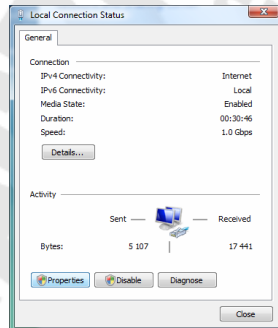 Local Connection Status
General
Connection
IPv4 Connectivity: Internet
IPv6 Connectivity: Local
Media State: Enabled
Duration: 00:30:46
Speed: 1.0 Gbps
Details...
Activity
Sent — — Received
Bytes: 5 107 | 17 441
Properties Disable Diagnose
Close